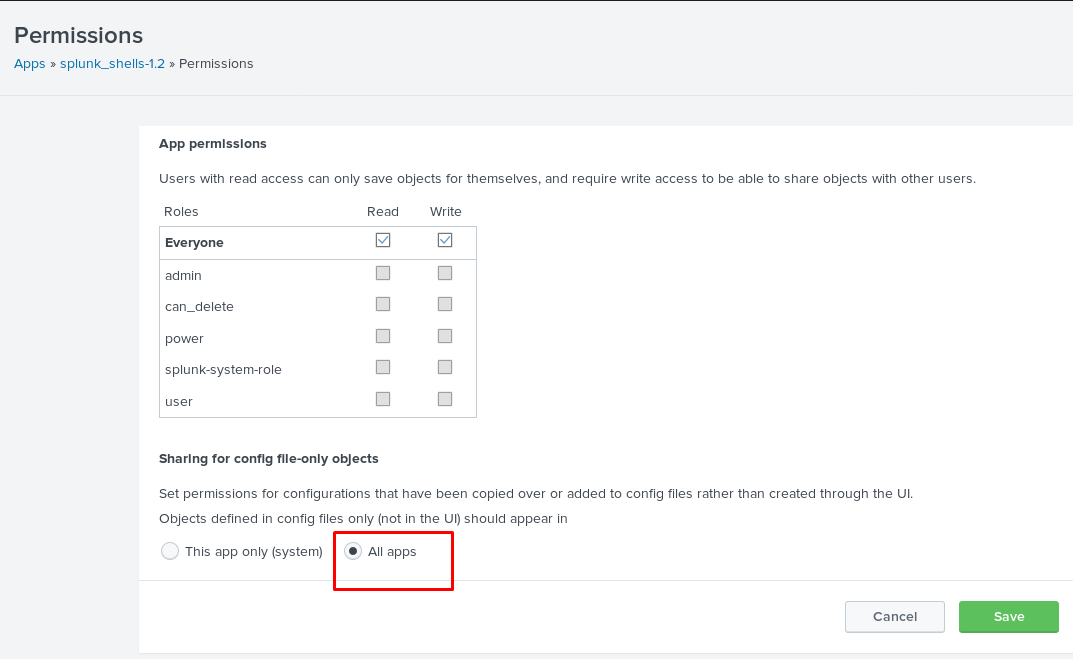 Permissions
Apps » splunk_shells-1.2 » Permissions
App permissions
Users with read access can only save objects for themselves, and require write access to be able to share objects with other users.
Roles Read Write
Everyone
admin
can_delete
power
splunk-system-role
user
Sharing for config file-only objects
Set permissions for configurations that have been copied over or added to config files rather than created through the UI.
Objects defined in config files only (not in the UI) should appear in
This app only (system) All apps
Cancel Save